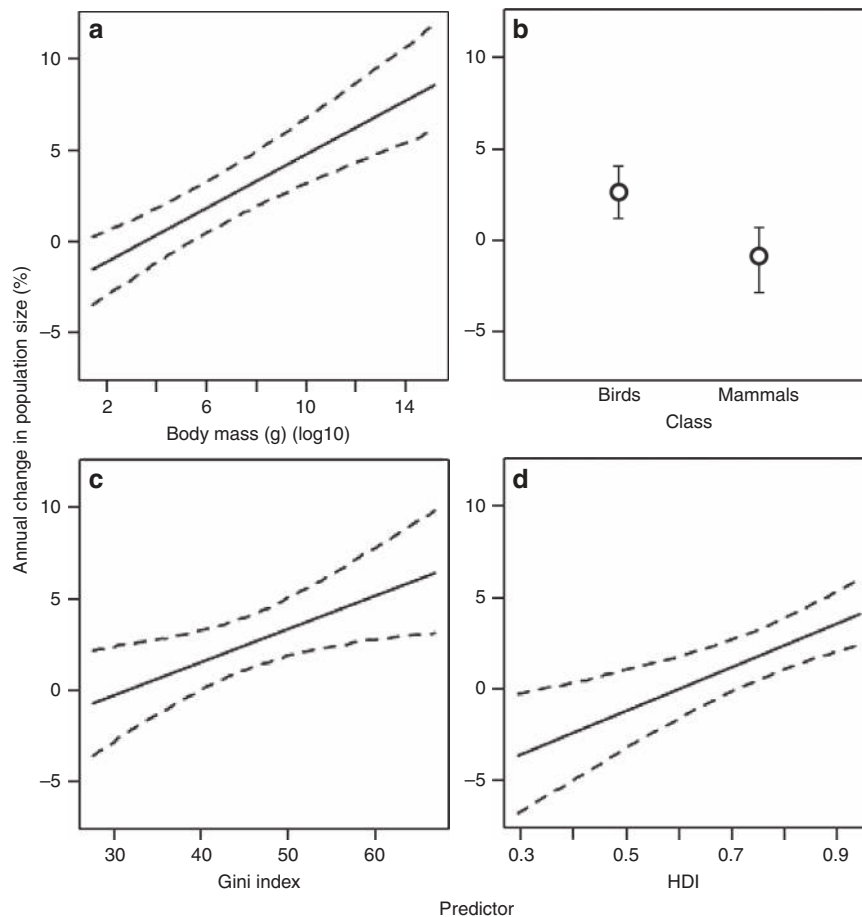 Annual change in population size (%)
a
10
5
0
–5
2 6 10 14
Body mass (g) (log10)
b
10
5
0
–5
Birds Mammals
Class
c
10
5
0
–5
30 40 50 60
Gini index
d
10
5
0
–5
0.3 0.5 0.7 0.9
HDI
Predictor